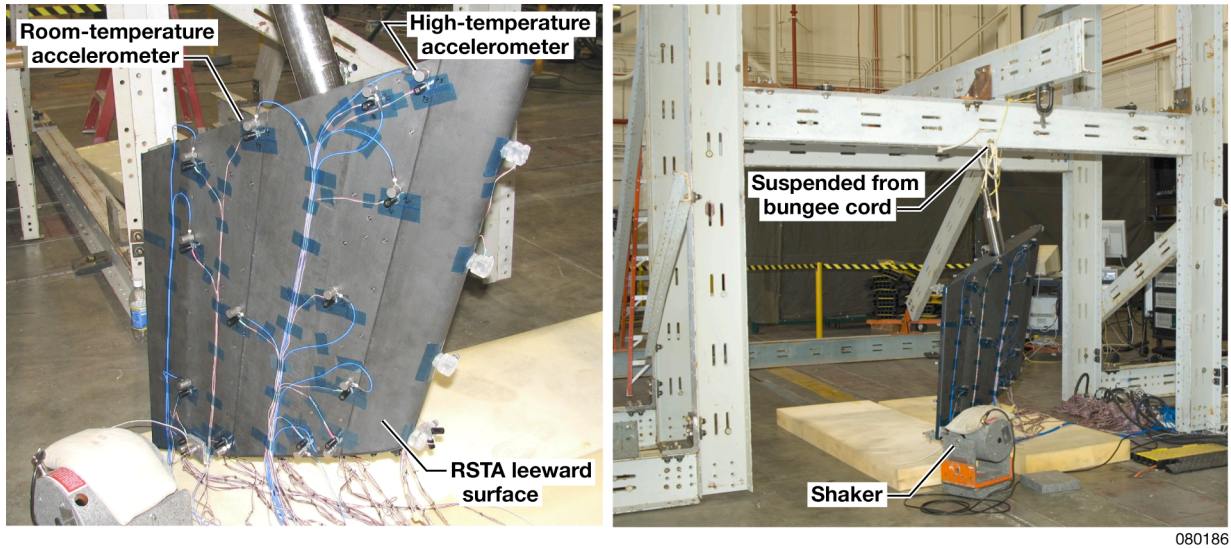 Room-temperature
accelerometer
High-temperature
accelerometer
RSTA leeward
surface
Suspended from
bungee cord
Shaker
080186